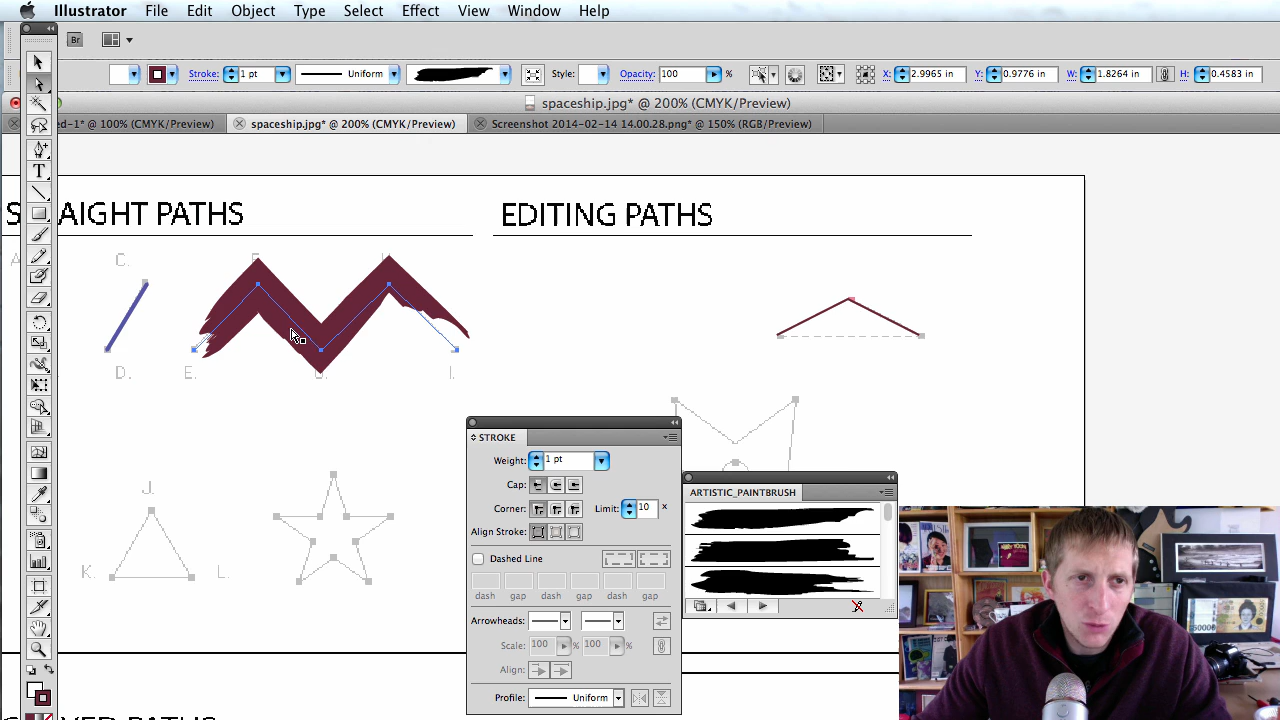 Illustrator File Edit Object Type Select Effect View Window Help
Br
Stroke: 1 pt Uniform Style: Opacity: 100 % X: 2.9965 in Y: 0.9776 in W: 1.8261 in H: 0.4583 in
spaceship.jpg* @ 200% (CMYK/Preview)
ed-1* @ 100% (CMYK/Preview) spaceship.jpg* @ 200% (CMYK/Preview) Screenshot 2014-02-14 14.00.28.png* @ 150% (RGB/Preview)
AIGHT PATHS EDITING PATHS
C.
D. E. I.
STROKE
Weight: 1 pt
Cap:
Corner: Limit: 10 x
Align Stroke:
Dashed Line
dash gap dash gap dash gap
Arrowheads:
Scale: 100 % 100 %
Align:
Profile: Uniform
ARTISTIC_PAINTBRUSH
J.
K. L.
T
50000